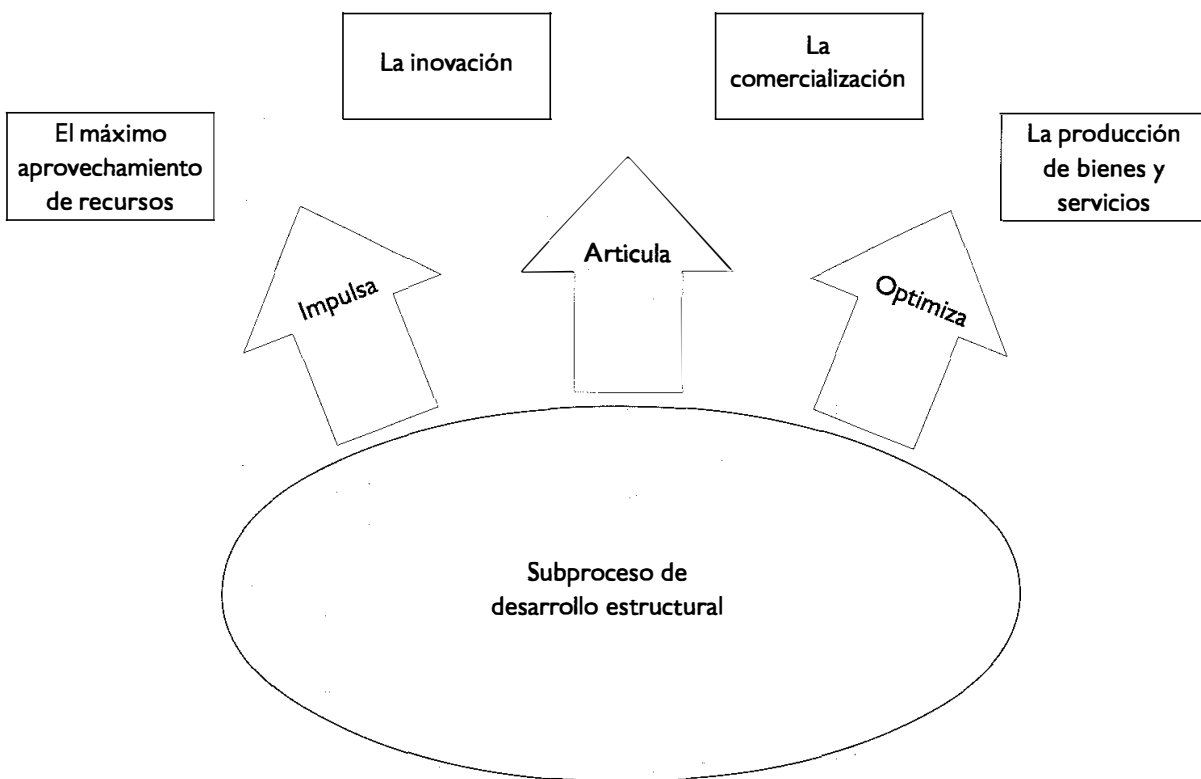 La inovación
La
comercialización
El máximo
aprovechamiento
de recursos
La producción
de bienes y
servicios
Impulsa
Articula
Optimiza
Subproceso de
desarrollo estructural